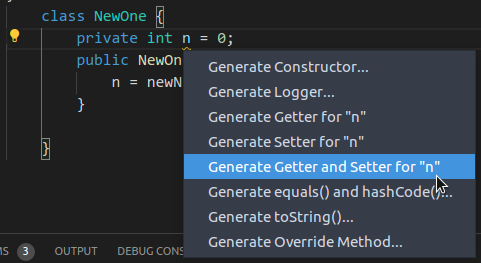 class NewOne {
private int n = 0;
public NewOn
n = newN
}
}
Generate Constructor...
Generate Logger...
Generate Getter for "n"
Generate Setter for "n"
Generate Getter and Setter for "n"
Generate equals() and hashCode()...
Generate toString()...
Generate Override Method...
MS 3 OUTPUT DEBUG CONS